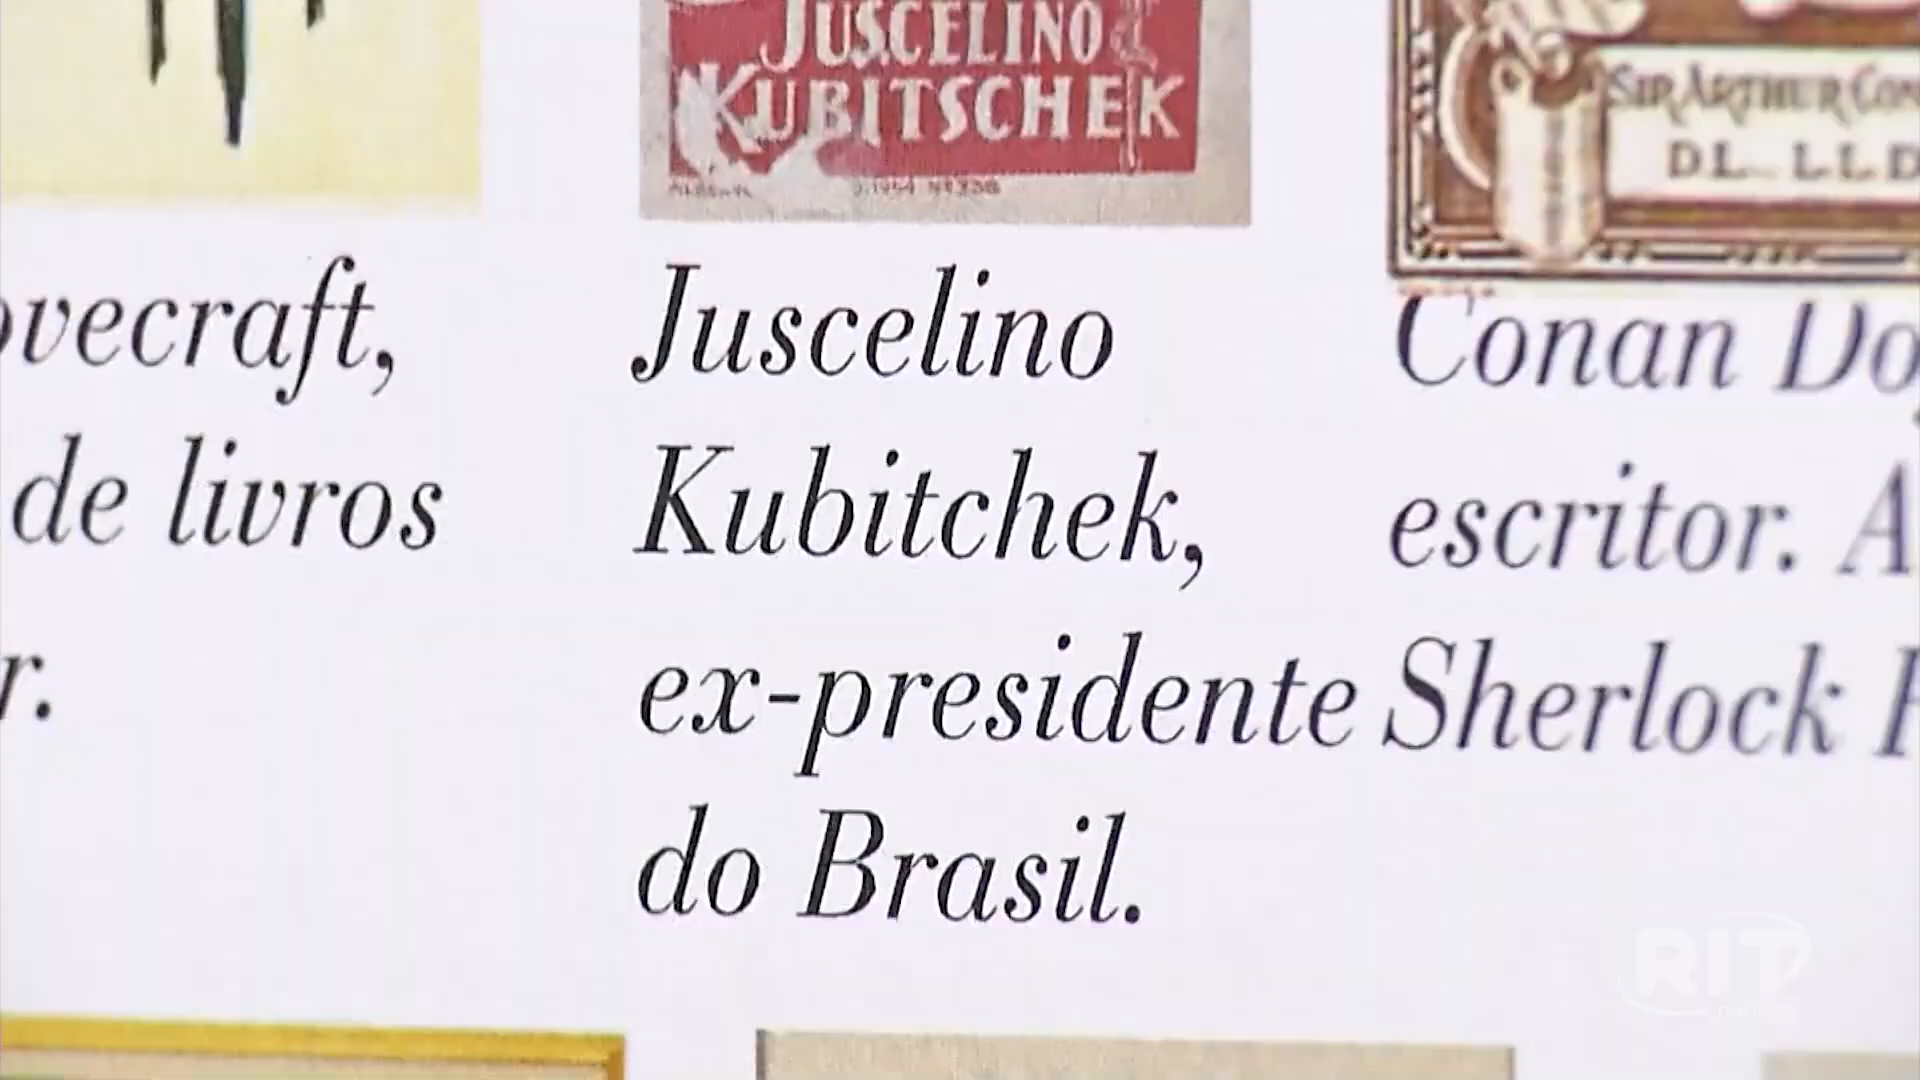 JUSCELINO
KUBITSCHEK
SIR ARTHUR CON
D.L. L.L.D
ovecraft,
de livros
r.
Juscelino
Kubitchek,
ex-presidente
do Brasil.
Conan Do
escritor. A
Sherlock H
RIT